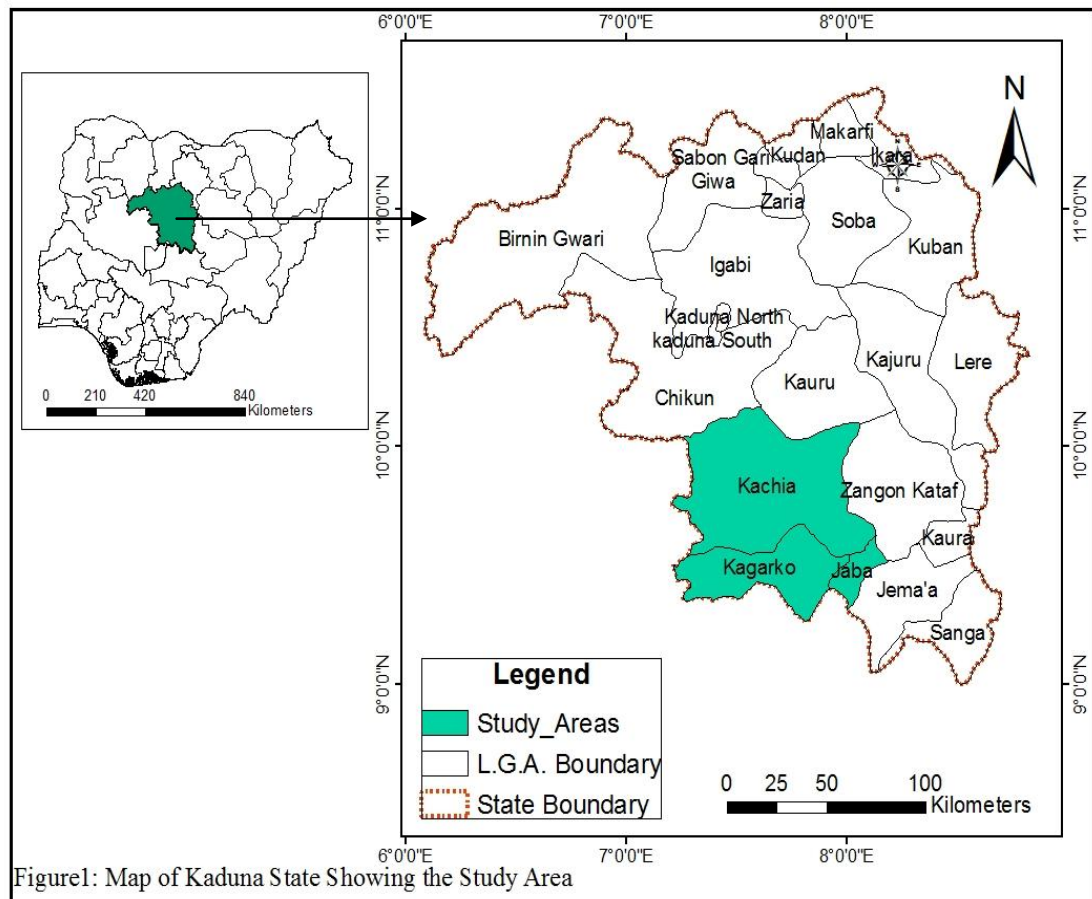 6°0'0"E 7°0'0"E 8°0'0"E
N
11°0'0"N
10°0'0"N
9°0'0"N
0 210 420 840
Kilometers
Makarfi
Sabon Gari Kudan Ikara
Giwa
Zaria
Soba
Birnin Gwari
Kuban
Igabi
Kaduna North
kaduna South
Kajuru Lere
Kauru
Chikun
Kachia Zangon Kataf
Kaura
Kagarko Jaba
Jema'a
Sanga
Legend
Study_Areas
L.G.A. Boundary
State Boundary
0 25 50 100
Kilometers
11°0'0"N
10°0'0"N
9°0'0"N
6°0'0"E 7°0'0"E 8°0'0"E
Figure1: Map of Kaduna State Showing the Study Area